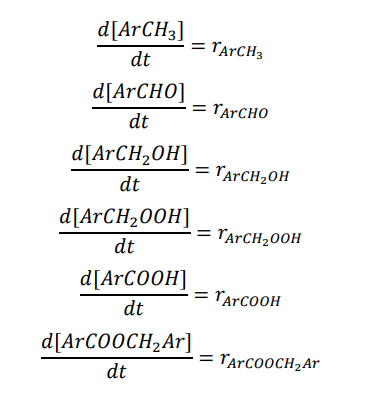 d[ArCH₃]/dt = r_ArCH₃
d[ArCHO]/dt = r_ArCHO
d[ArCH₂OH]/dt = r_ArCH₂OH
d[ArCH₂OOH]/dt = r_ArCH₂OOH
d[ArCOOH]/dt = r_ArCOOH
d[ArCOOCH₂Ar]/dt = r_ArCOOCH₂Ar